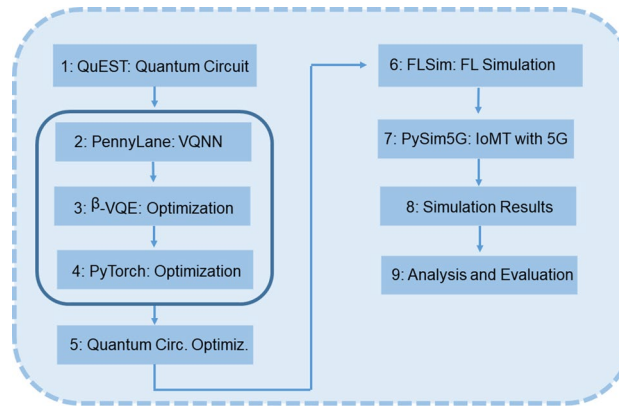 1: QuEST: Quantum Circuit
2: PennyLane: VQNN
3: β-VQE: Optimization
4: PyTorch: Optimization
5: Quantum Circ. Optimiz.
6: FLSim: FL Simulation
7: PySim5G: IoMT with 5G
8: Simulation Results
9: Analysis and Evaluation